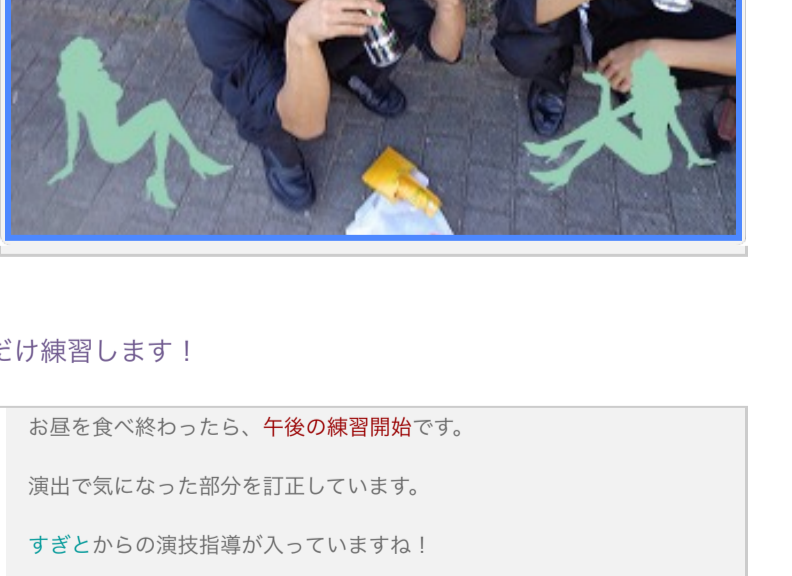 だけ練習します！
お昼を食べ終わったら、午後の練習開始です。
演出で気になった部分を訂正しています。
すぎとからの演技指導が入っていますね！